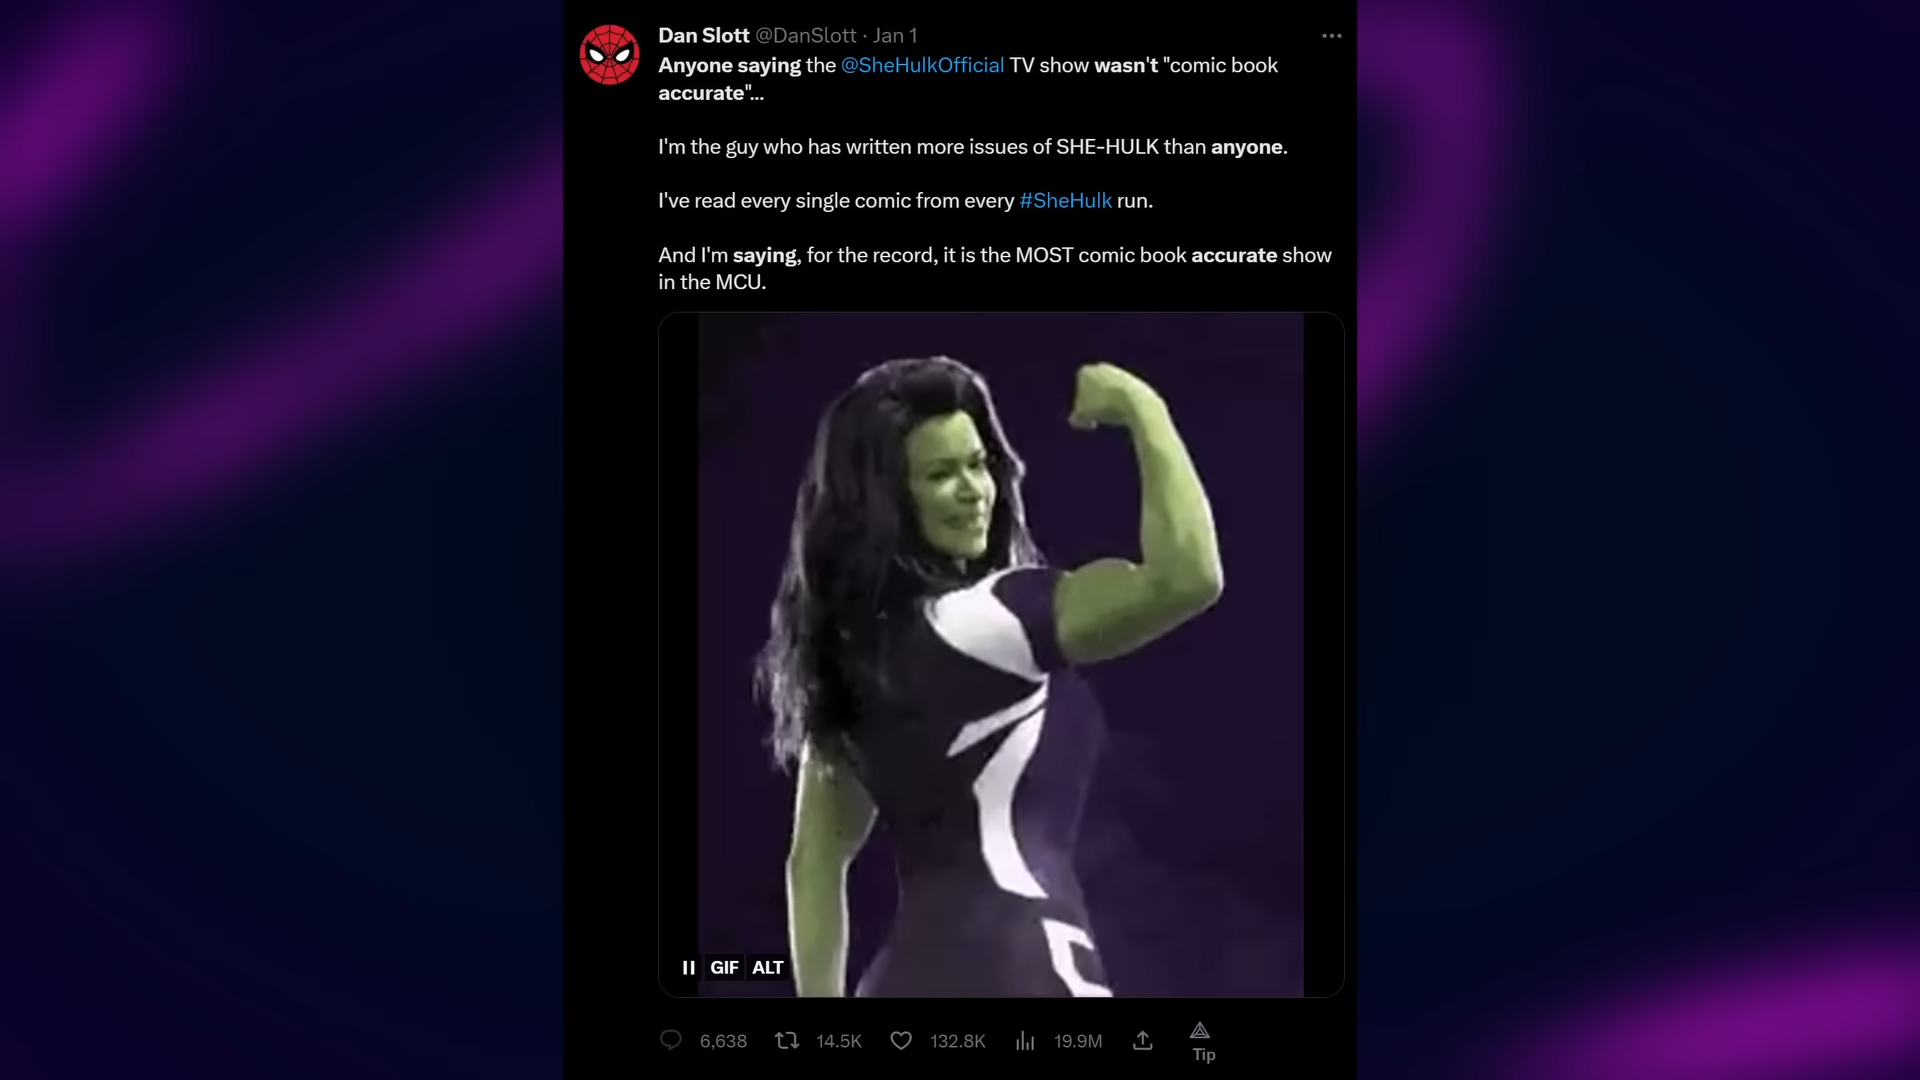 Dan Slott @DanSlott · Jan 1
Anyone saying the @SheHulkOfficial TV show wasn't "comic book
accurate"...
I'm the guy who has written more issues of SHE-HULK than anyone.
I've read every single comic from every #SheHulk run.
And I'm saying, for the record, it is the MOST comic book accurate show
in the MCU.
GIF ALT
6,638 14.5K 132.8K 19.9M Tip